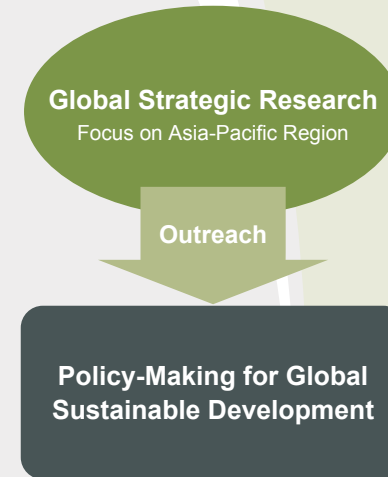 Global Strategic Research
Focus on Asia-Pacific Region
Outreach
Policy-Making for Global
Sustainable Development